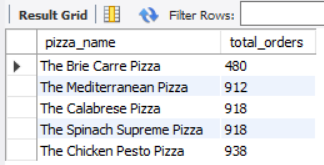 Result Grid Filter Rows:
pizza_name total_orders
The Brie Carre Pizza 480
The Mediterranean Pizza 912
The Calabrese Pizza 918
The Spinach Supreme Pizza 918
The Chicken Pesto Pizza 938